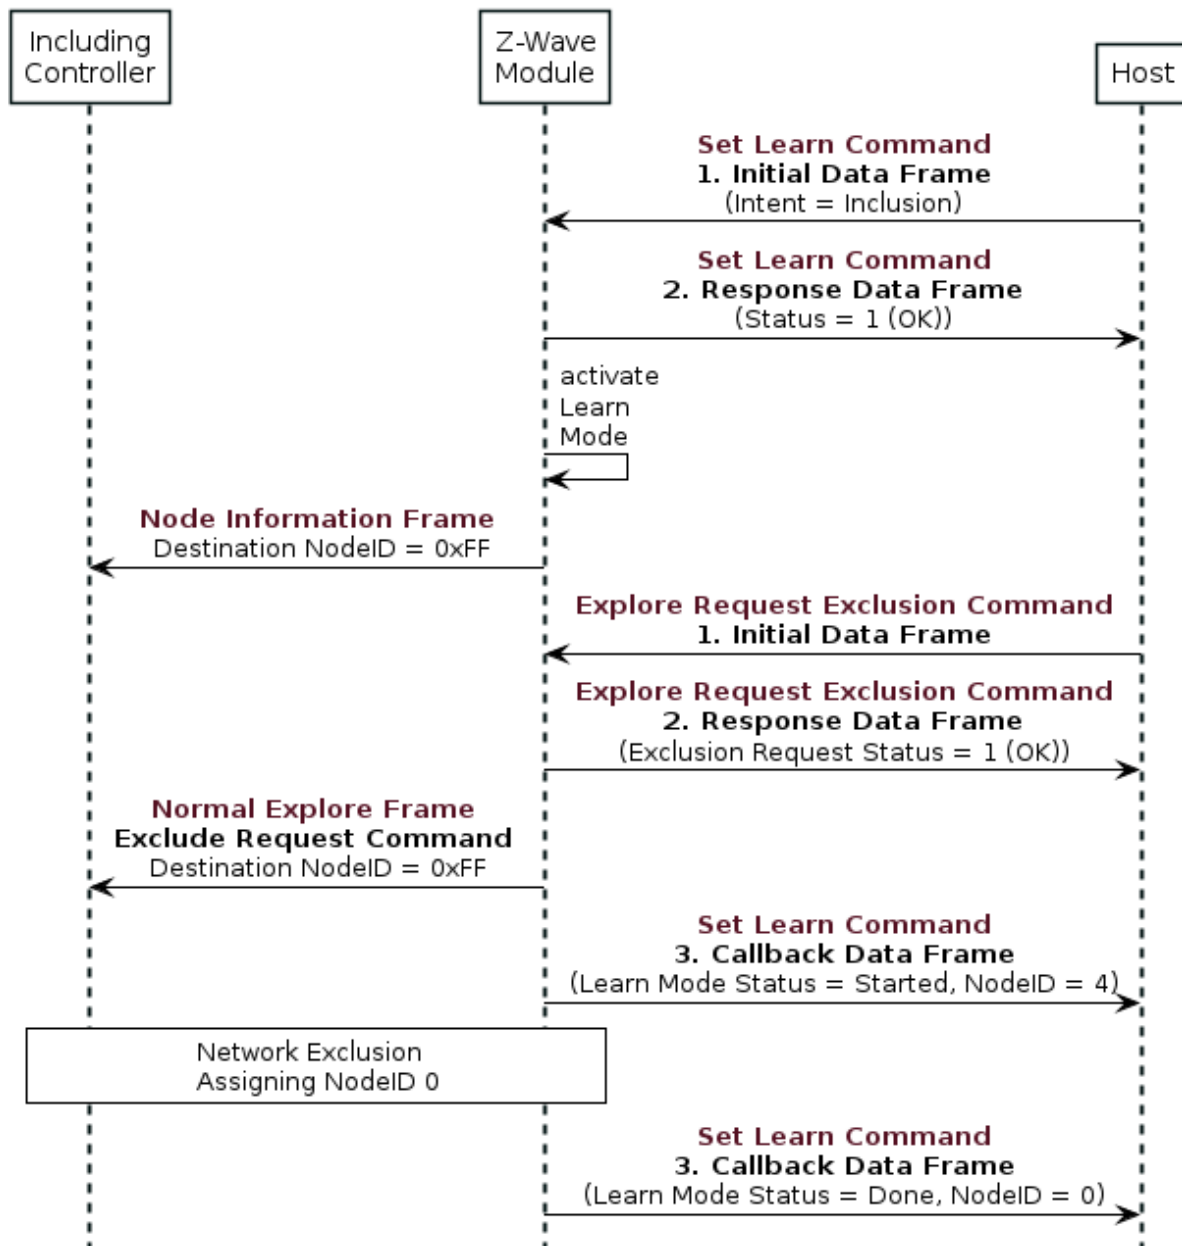 Including
Controller
Z-Wave
Module
Host
Set Learn Command
1. Initial Data Frame
(Intent = Inclusion)
Set Learn Command
2. Response Data Frame
(Status = 1 (OK))
activate
Learn
Mode
Node Information Frame
Destination NodeID = 0xFF
Explore Request Exclusion Command
1. Initial Data Frame
Explore Request Exclusion Command
2. Response Data Frame
(Exclusion Request Status = 1 (OK))
Normal Explore Frame
Exclude Request Command
Destination NodeID = 0xFF
Set Learn Command
3. Callback Data Frame
(Learn Mode Status = Started, NodeID = 4)
Network Exclusion
Assigning NodeID 0
Set Learn Command
3. Callback Data Frame
(Learn Mode Status = Done, NodeID = 0)